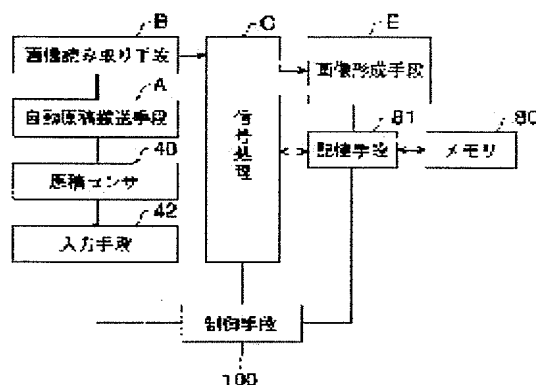 B
C
E
画像読み取り手段
画像形成手段
A
自動原稿搬送手段
信号処理
81
80
記憶手段
メモリ
40
原稿センサ
42
入力手段
制御手段
100